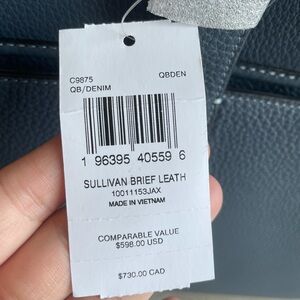 C9875 QBDEN
QB/DENIM
1 96395 40559 6
SULLIVAN BRIEF LEATH
10011153JAX
MADE IN VIETNAM
COMPARABLE VALUE
$598.00 USD
$730.00 CAD